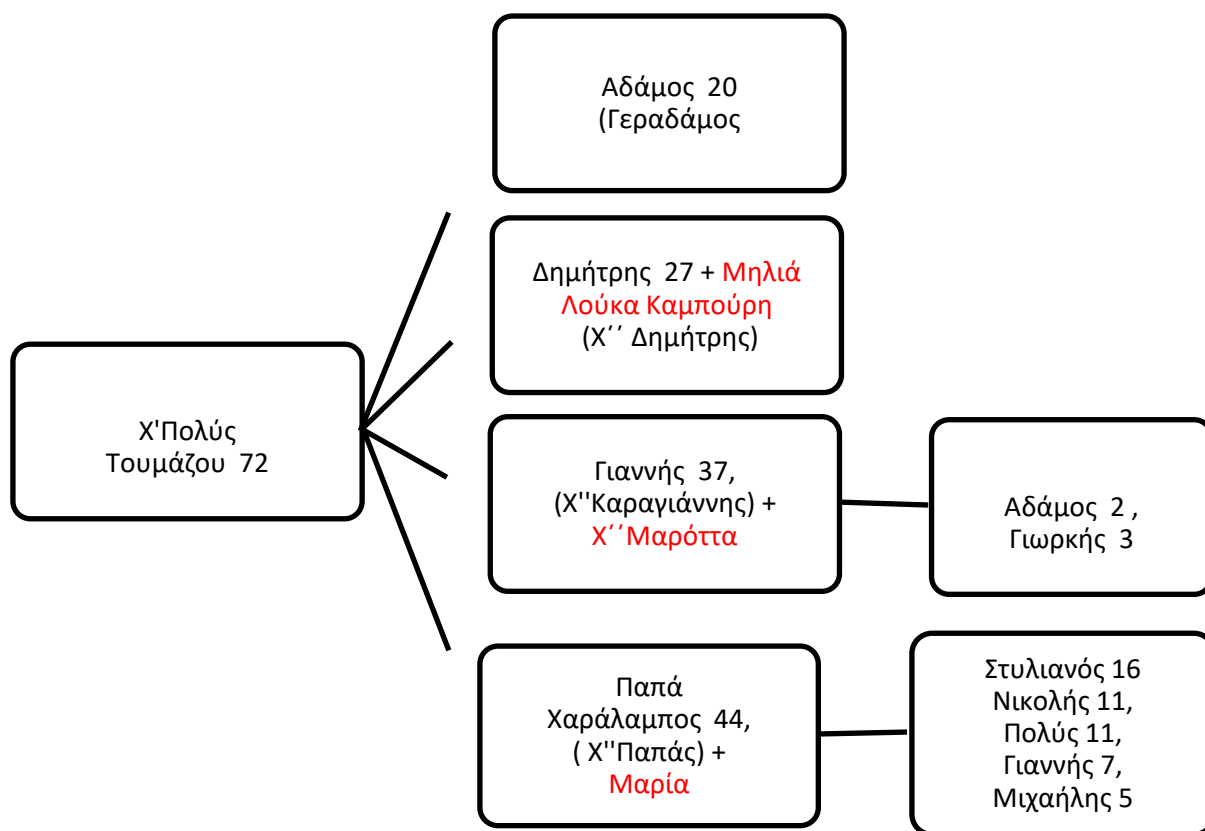 Αδάμος 20
(Γεραδάμος
Δημήτρης 27 + Μηλιά
Λούκα Καμπούρη
(Χ΄΄ Δημήτρης)
Χ'Πολύς
Τουμάζου 72
Γιαννής 37,
(Χ''Καραγιάννης) +
Χ΄΄Μαρόττα
Αδάμος 2 ,
Γιωρκής 3
Παπά
Χαράλαμπος 44,
( Χ''Παπάς) +
Μαρία
Στυλιανός 16
Νικολής 11,
Πολύς 11,
Γιαννής 7,
Μιχαήλης 5